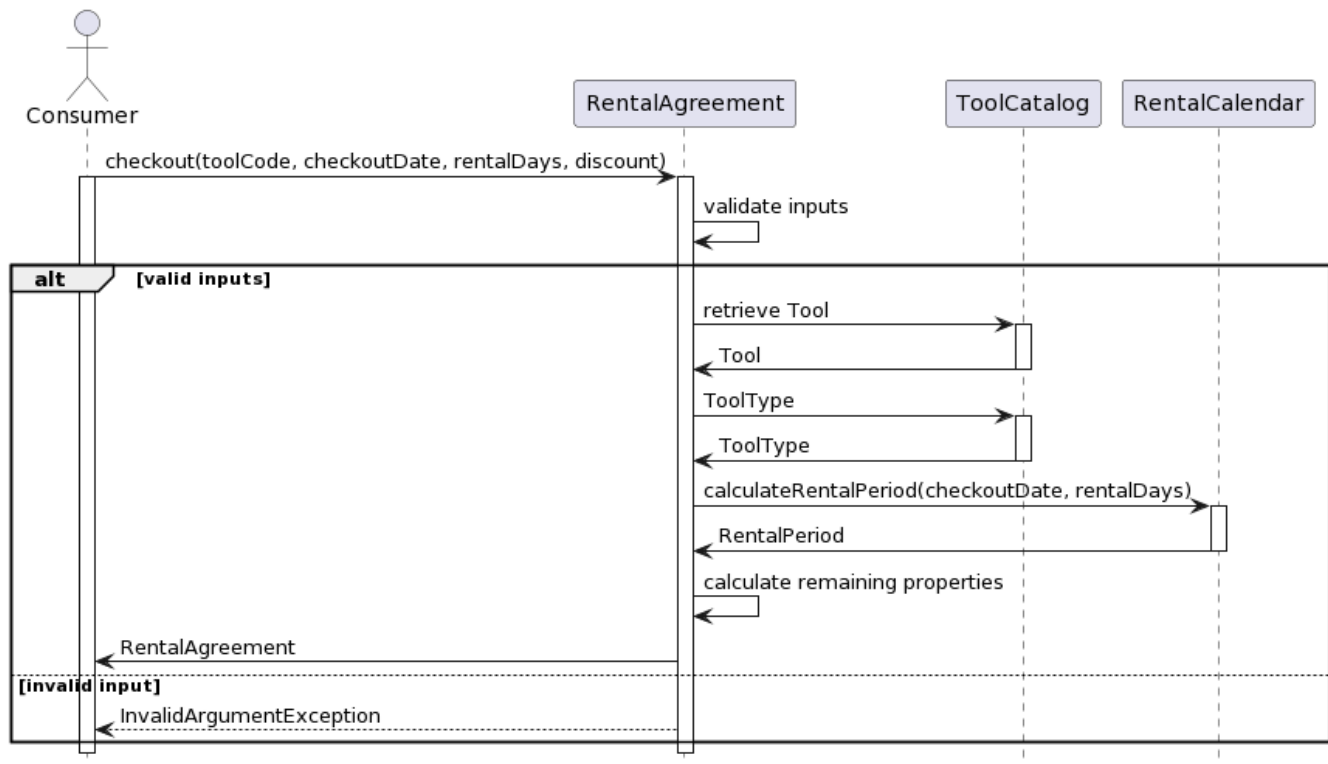 Consumer
RentalAgreement
ToolCatalog
RentalCalendar
checkout(toolCode, checkoutDate, rentalDays, discount)
validate inputs
alt
[valid inputs]
retrieve Tool
Tool
ToolType
ToolType
calculateRentalPeriod(checkoutDate, rentalDays)
RentalPeriod
calculate remaining properties
RentalAgreement
[invalid input]
InvalidArgumentException